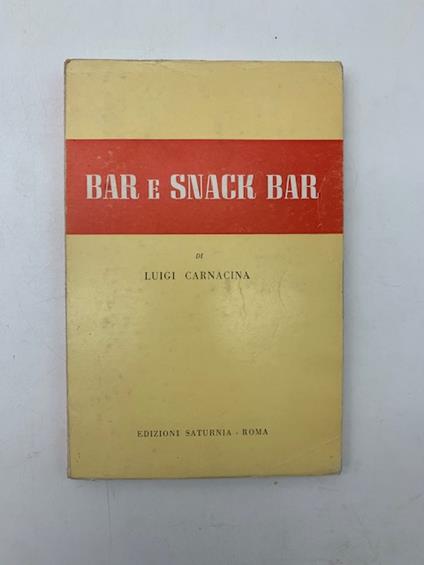 BAR E SNACK BAR
DI
LUIGI CARNACINA
EDIZIONI SATURNIA - ROMA